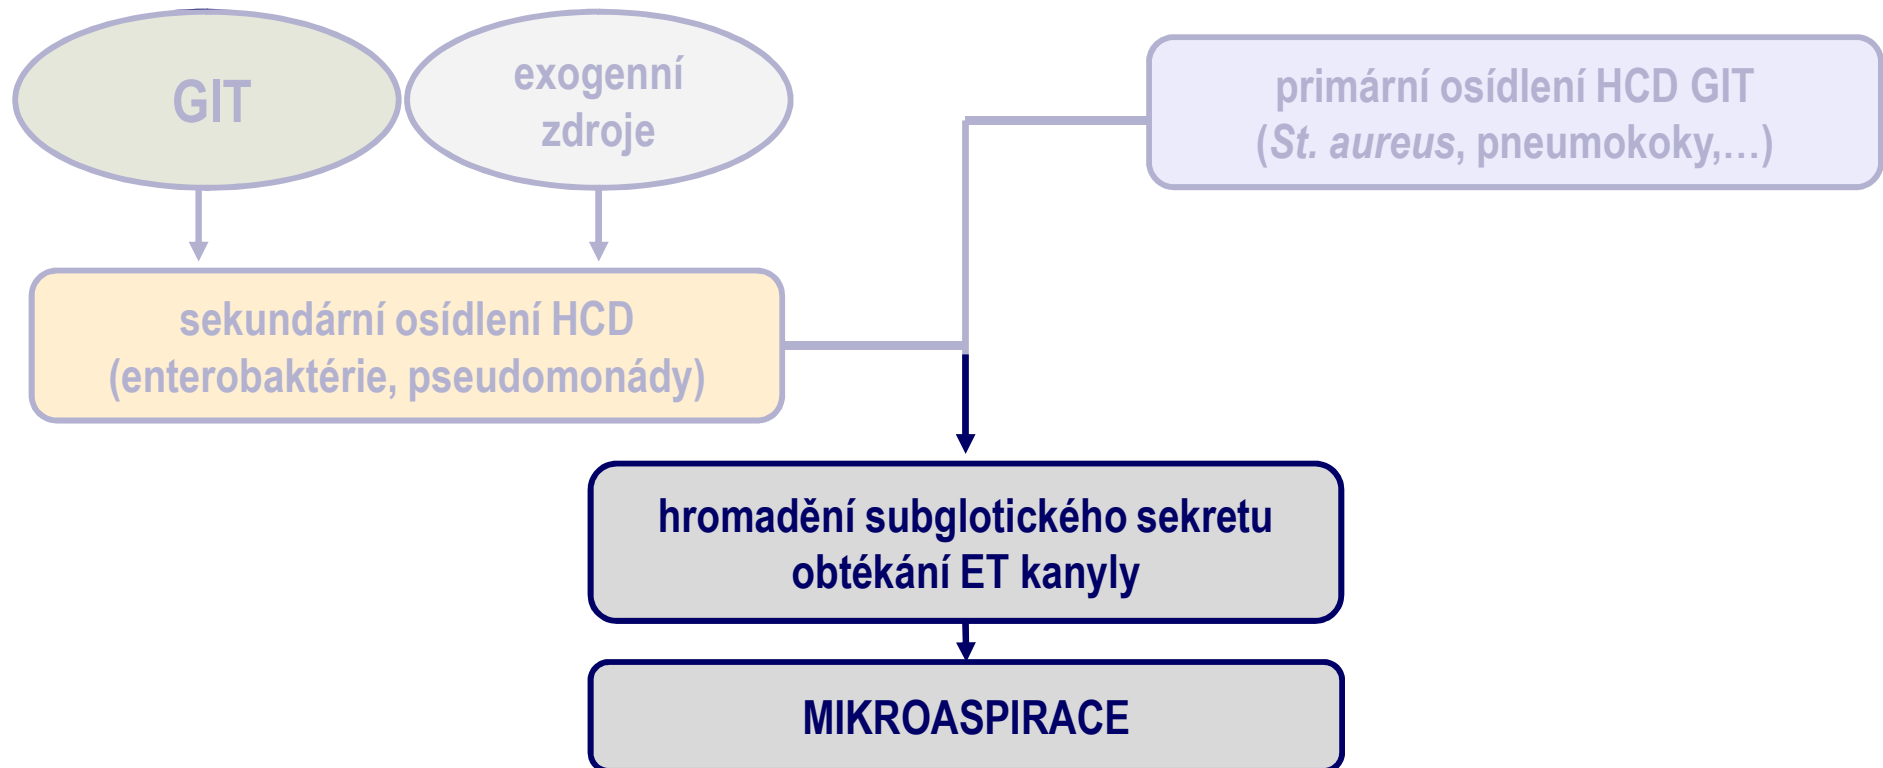 GIT
exogenní
zdroje
primární osídlení HCD GIT
(St. aureus, pneumokoky,...)
sekundární osídlení HCD
(enterobaktérie, pseudomonády)
hromadění subglotického sekretu
obtékání ET kanyly
MIKROASPIRACE